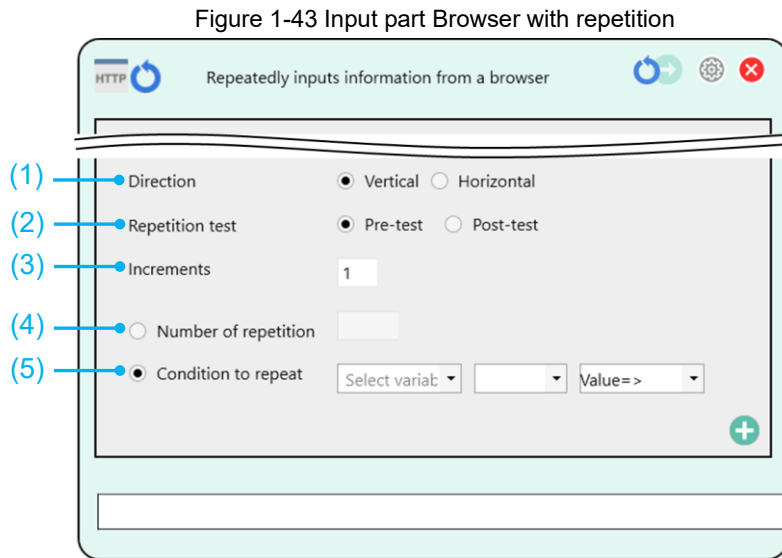 Figure 1-43 Input part Browser with repetition
HTTP Repeatedly inputs information from a browser
(1) Direction Vertical Horizontal
(2) Repetition test Pre-test Post-test
(3) Increments 1
(4) Number of repetition
(5) Condition to repeat Select variab Value=>